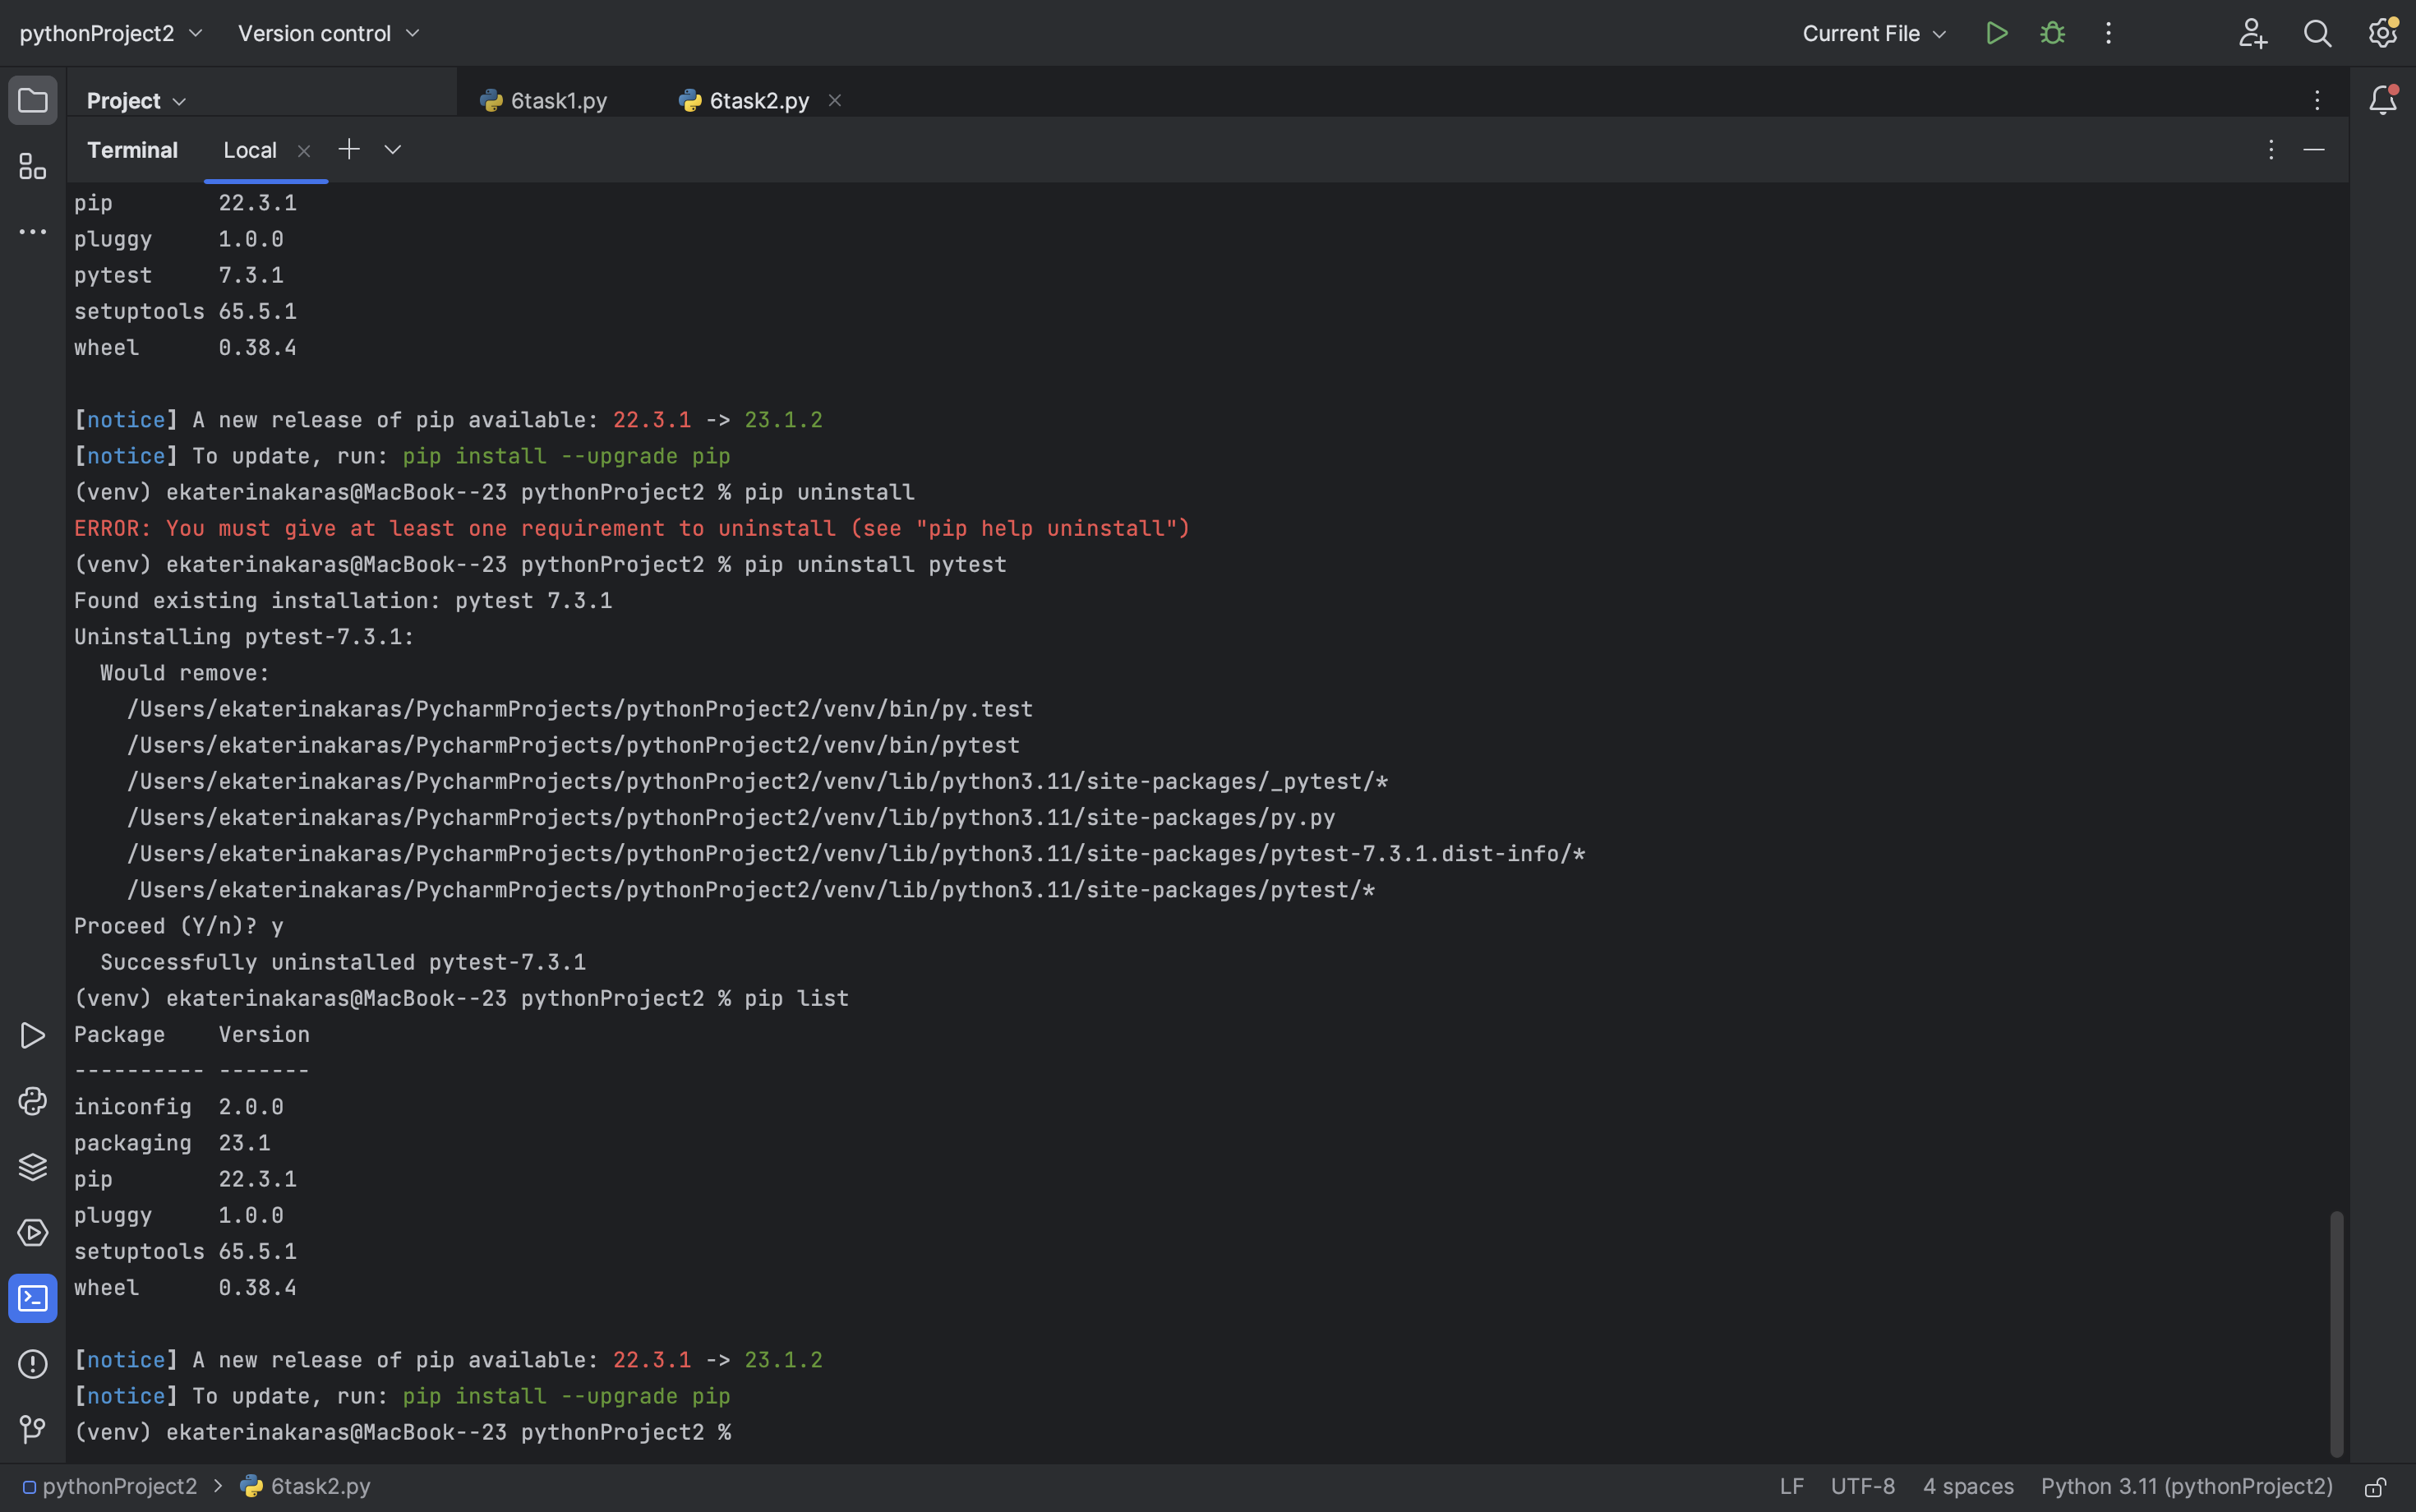 pythonProject2 Version control Current File
Project 6task1.py 6task2.py
Terminal Local
pip 22.3.1
pluggy 1.0.0
pytest 7.3.1
setuptools 65.5.1
wheel 0.38.4
[notice] A new release of pip available: 22.3.1 -> 23.1.2
[notice] To update, run: pip install --upgrade pip
(venv) ekaterinakaras@MacBook--23 pythonProject2 % pip uninstall
ERROR: You must give at least one requirement to uninstall (see "pip help uninstall")
(venv) ekaterinakaras@MacBook--23 pythonProject2 % pip uninstall pytest
Found existing installation: pytest 7.3.1
Uninstalling pytest-7.3.1:
  Would remove:
    /Users/ekaterinakaras/PycharmProjects/pythonProject2/venv/bin/py.test
    /Users/ekaterinakaras/PycharmProjects/pythonProject2/venv/bin/pytest
    /Users/ekaterinakaras/PycharmProjects/pythonProject2/venv/lib/python3.11/site-packages/_pytest/*
    /Users/ekaterinakaras/PycharmProjects/pythonProject2/venv/lib/python3.11/site-packages/py.py
    /Users/ekaterinakaras/PycharmProjects/pythonProject2/venv/lib/python3.11/site-packages/pytest-7.3.1.dist-info/*
    /Users/ekaterinakaras/PycharmProjects/pythonProject2/venv/lib/python3.11/site-packages/pytest/*
Proceed (Y/n)? y
  Successfully uninstalled pytest-7.3.1
(venv) ekaterinakaras@MacBook--23 pythonProject2 % pip list
Package    Version
---------- -------
iniconfig  2.0.0
packaging  23.1
pip        22.3.1
pluggy     1.0.0
setuptools 65.5.1
wheel      0.38.4
[notice] A new release of pip available: 22.3.1 -> 23.1.2
[notice] To update, run: pip install --upgrade pip
(venv) ekaterinakaras@MacBook--23 pythonProject2 %
pythonProject2 > 6task2.py LF UTF-8 4 spaces Python 3.11 (pythonProject2)